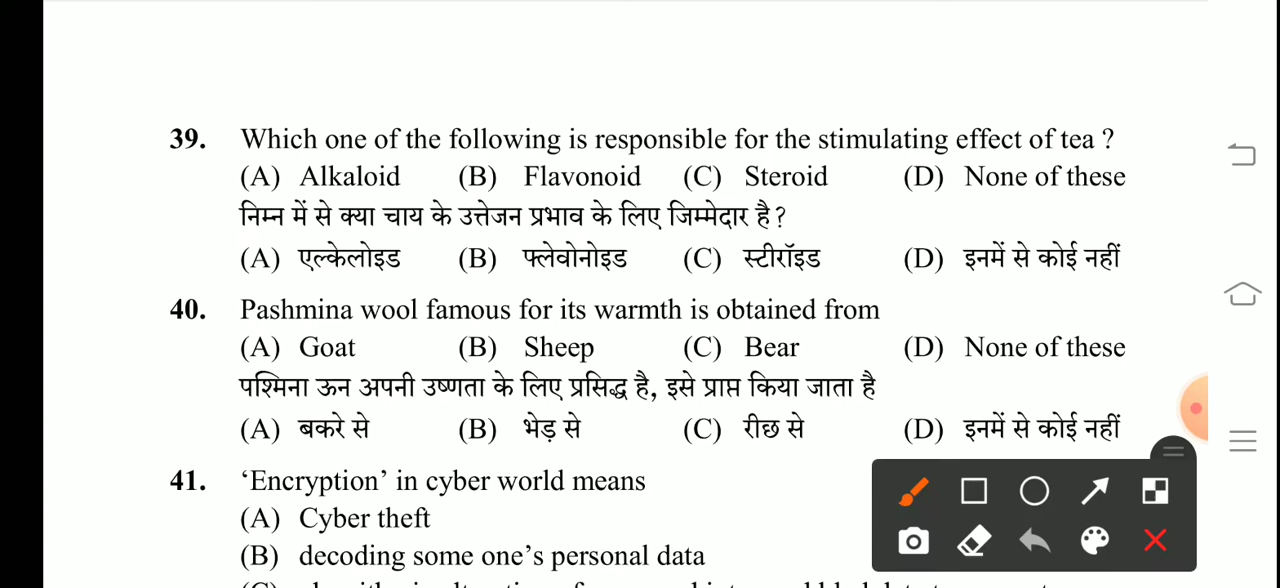 39. Which one of the following is responsible for the stimulating effect of tea ?
(A) Alkaloid (B) Flavonoid (C) Steroid (D) None of these
निम्न में से क्या चाय के उत्तेजन प्रभाव के लिए जिम्मेदार है ?
(A) एल्केलोइड (B) फ्लेवोनोइड (C) स्टीरॉइड (D) इनमें से कोई नहीं
40. Pashmina wool famous for its warmth is obtained from
(A) Goat (B) Sheep (C) Bear (D) None of these
पश्मिना ऊन अपनी उष्णता के लिए प्रसिद्ध है, इसे प्राप्त किया जाता है
(A) बकरे से (B) भेड़ से (C) रीछ से (D) इनमें से कोई नहीं
41. ‘Encryption’ in cyber world means
(A) Cyber theft
(B) decoding some one’s personal data